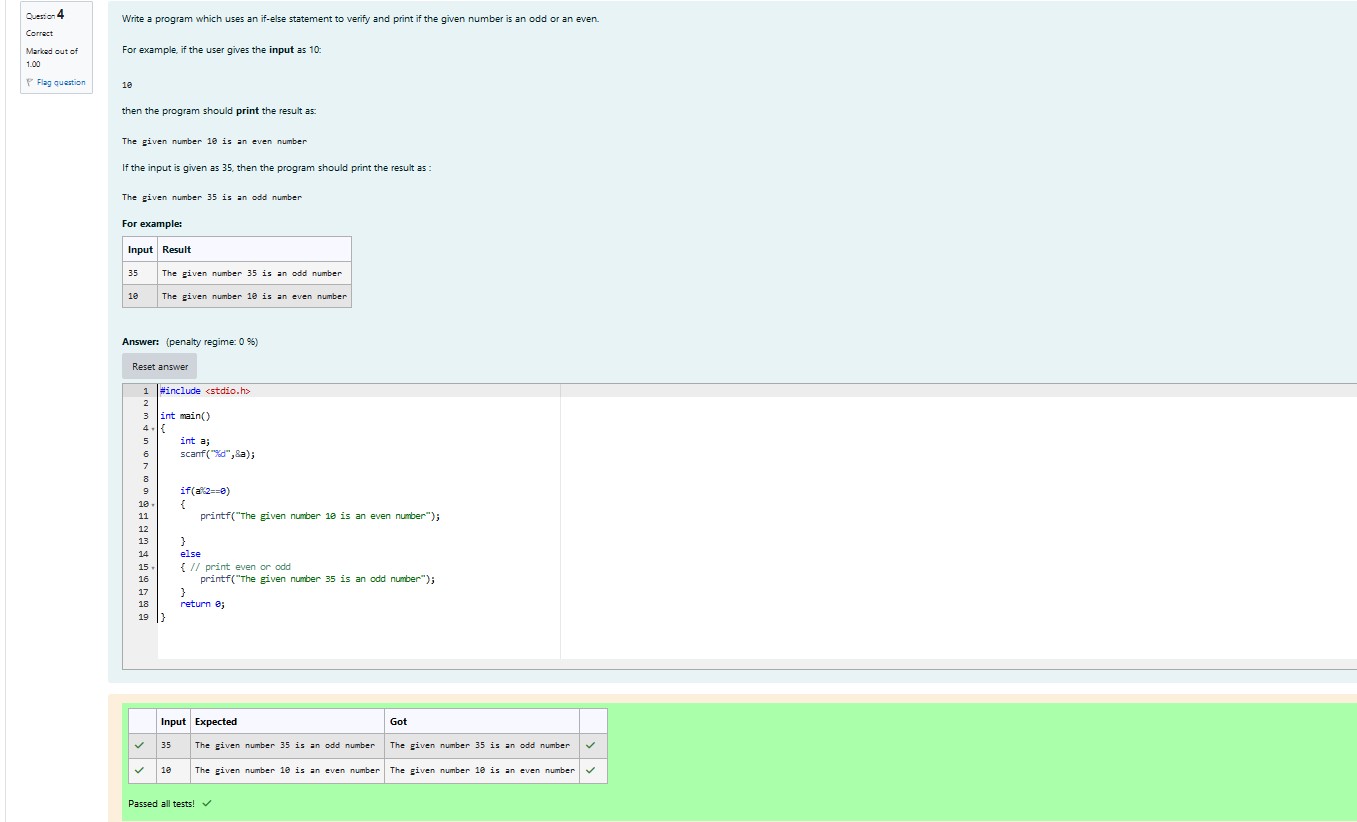 Question 4
Correct
Marked out of
1.00
Flag question
Write a program which uses an if-else statement to verify and print if the given number is an odd or an even.
For example, if the user gives the input as 10:
10
then the program should print the result as:
The given number 10 is an even number
If the input is given as 35, then the program should print the result as :
The given number 35 is an odd number
For example:
Input Result
35 The given number 35 is an odd number
10 The given number 10 is an even number
Answer: (penalty regime: 0 %)
Reset answer
1 #include <stdio.h>
2
3 int main()
4 {
5 int a;
6 scanf("%d",&a);
7
8
9 if(a%2==0)
10 {
11 printf("The given number 10 is an even number");
12
13 }
14 else
15 { // print even or odd
16 printf("The given number 35 is an odd number");
17 }
18 return 0;
19 }
Input Expected Got
35 The given number 35 is an odd number The given number 35 is an odd number
10 The given number 10 is an even number The given number 10 is an even number
Passed all tests!